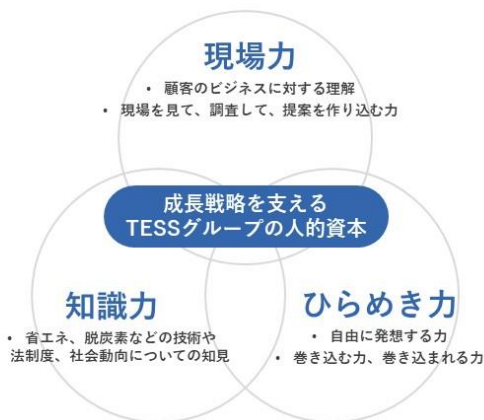 現場力
• 顧客のビジネスに対する理解
• 現場を見て、調査して、提案を作り込む力
成長戦略を支える
TESSグループの人的資本
知識力
• 省エネ、脱炭素などの技術や
法制度、社会動向についての知見
ひらめき力
• 自由に発想する力
• 巻き込む力、巻き込まれる力